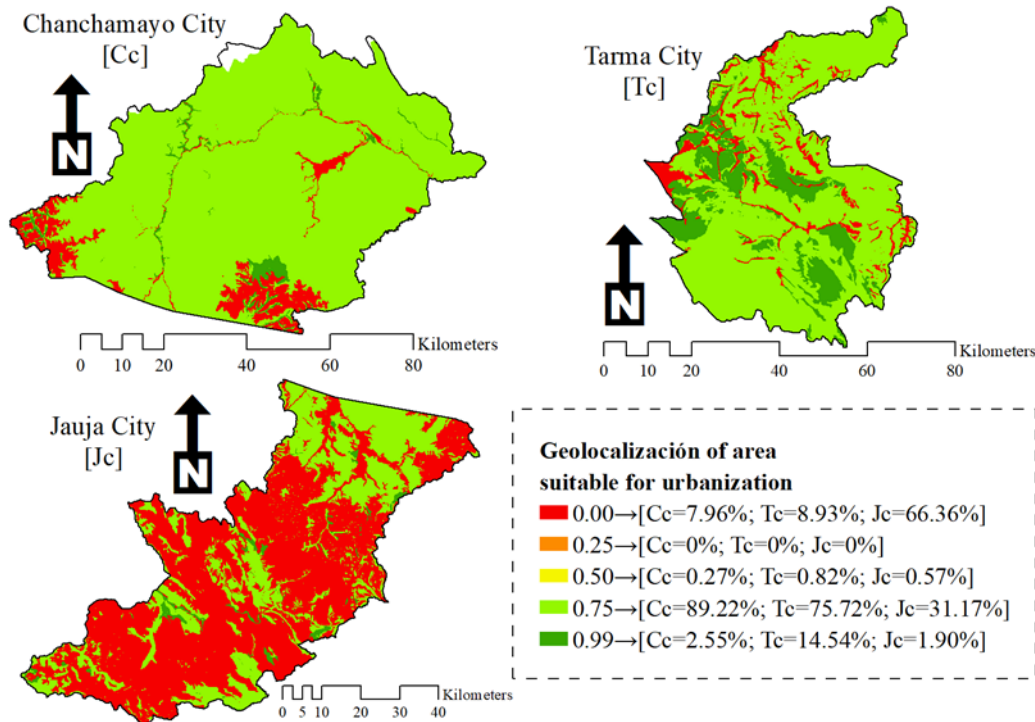 Chanchamayo City
[Cc]
N
Kilometers
0 10 20 40 60 80
Tarma City
[Tc]
N
Kilometers
0 10 20 40 60 80
Jauja City
[Jc]
N
Kilometers
0 5 10 20 30 40
Geolocalización of area
suitable for urbanization
0.00→[Cc=7.96%; Tc=8.93%; Jc=66.36%]
0.25→[Cc=0%; Tc=0%; Jc=0%]
0.50→[Cc=0.27%; Tc=0.82%; Jc=0.57%]
0.75→[Cc=89.22%; Tc=75.72%; Jc=31.17%]
0.99→[Cc=2.55%; Tc=14.54%; Jc=1.90%]